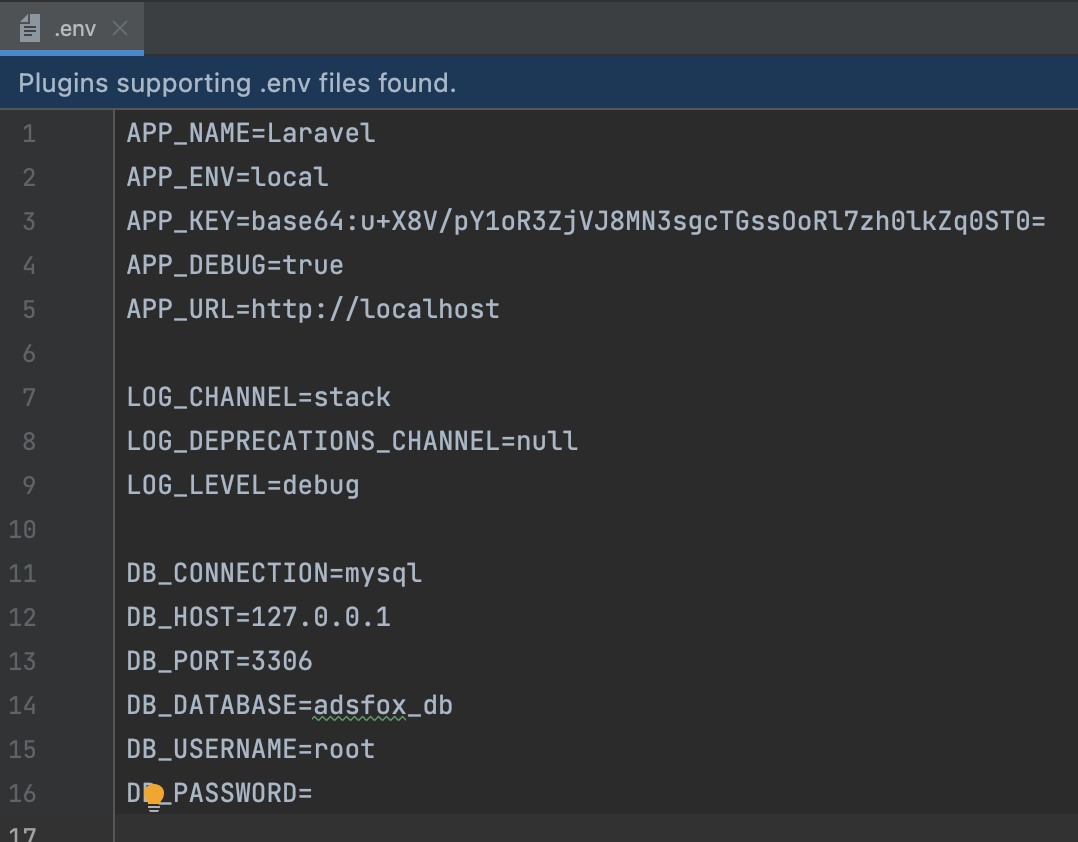 .env
Plugins supporting .env files found.
1 APP_NAME=Laravel
2 APP_ENV=local
3 APP_KEY=base64:u+X8V/pY1oR3ZjVJ8MN3sgcTGssOoRl7zh0lkZq0ST0=
4 APP_DEBUG=true
5 APP_URL=http://localhost
6
7 LOG_CHANNEL=stack
8 LOG_DEPRECATIONS_CHANNEL=null
9 LOG_LEVEL=debug
10
11 DB_CONNECTION=mysql
12 DB_HOST=127.0.0.1
13 DB_PORT=3306
14 DB_DATABASE=adsfox_db
15 DB_USERNAME=root
16 DB_PASSWORD=
17